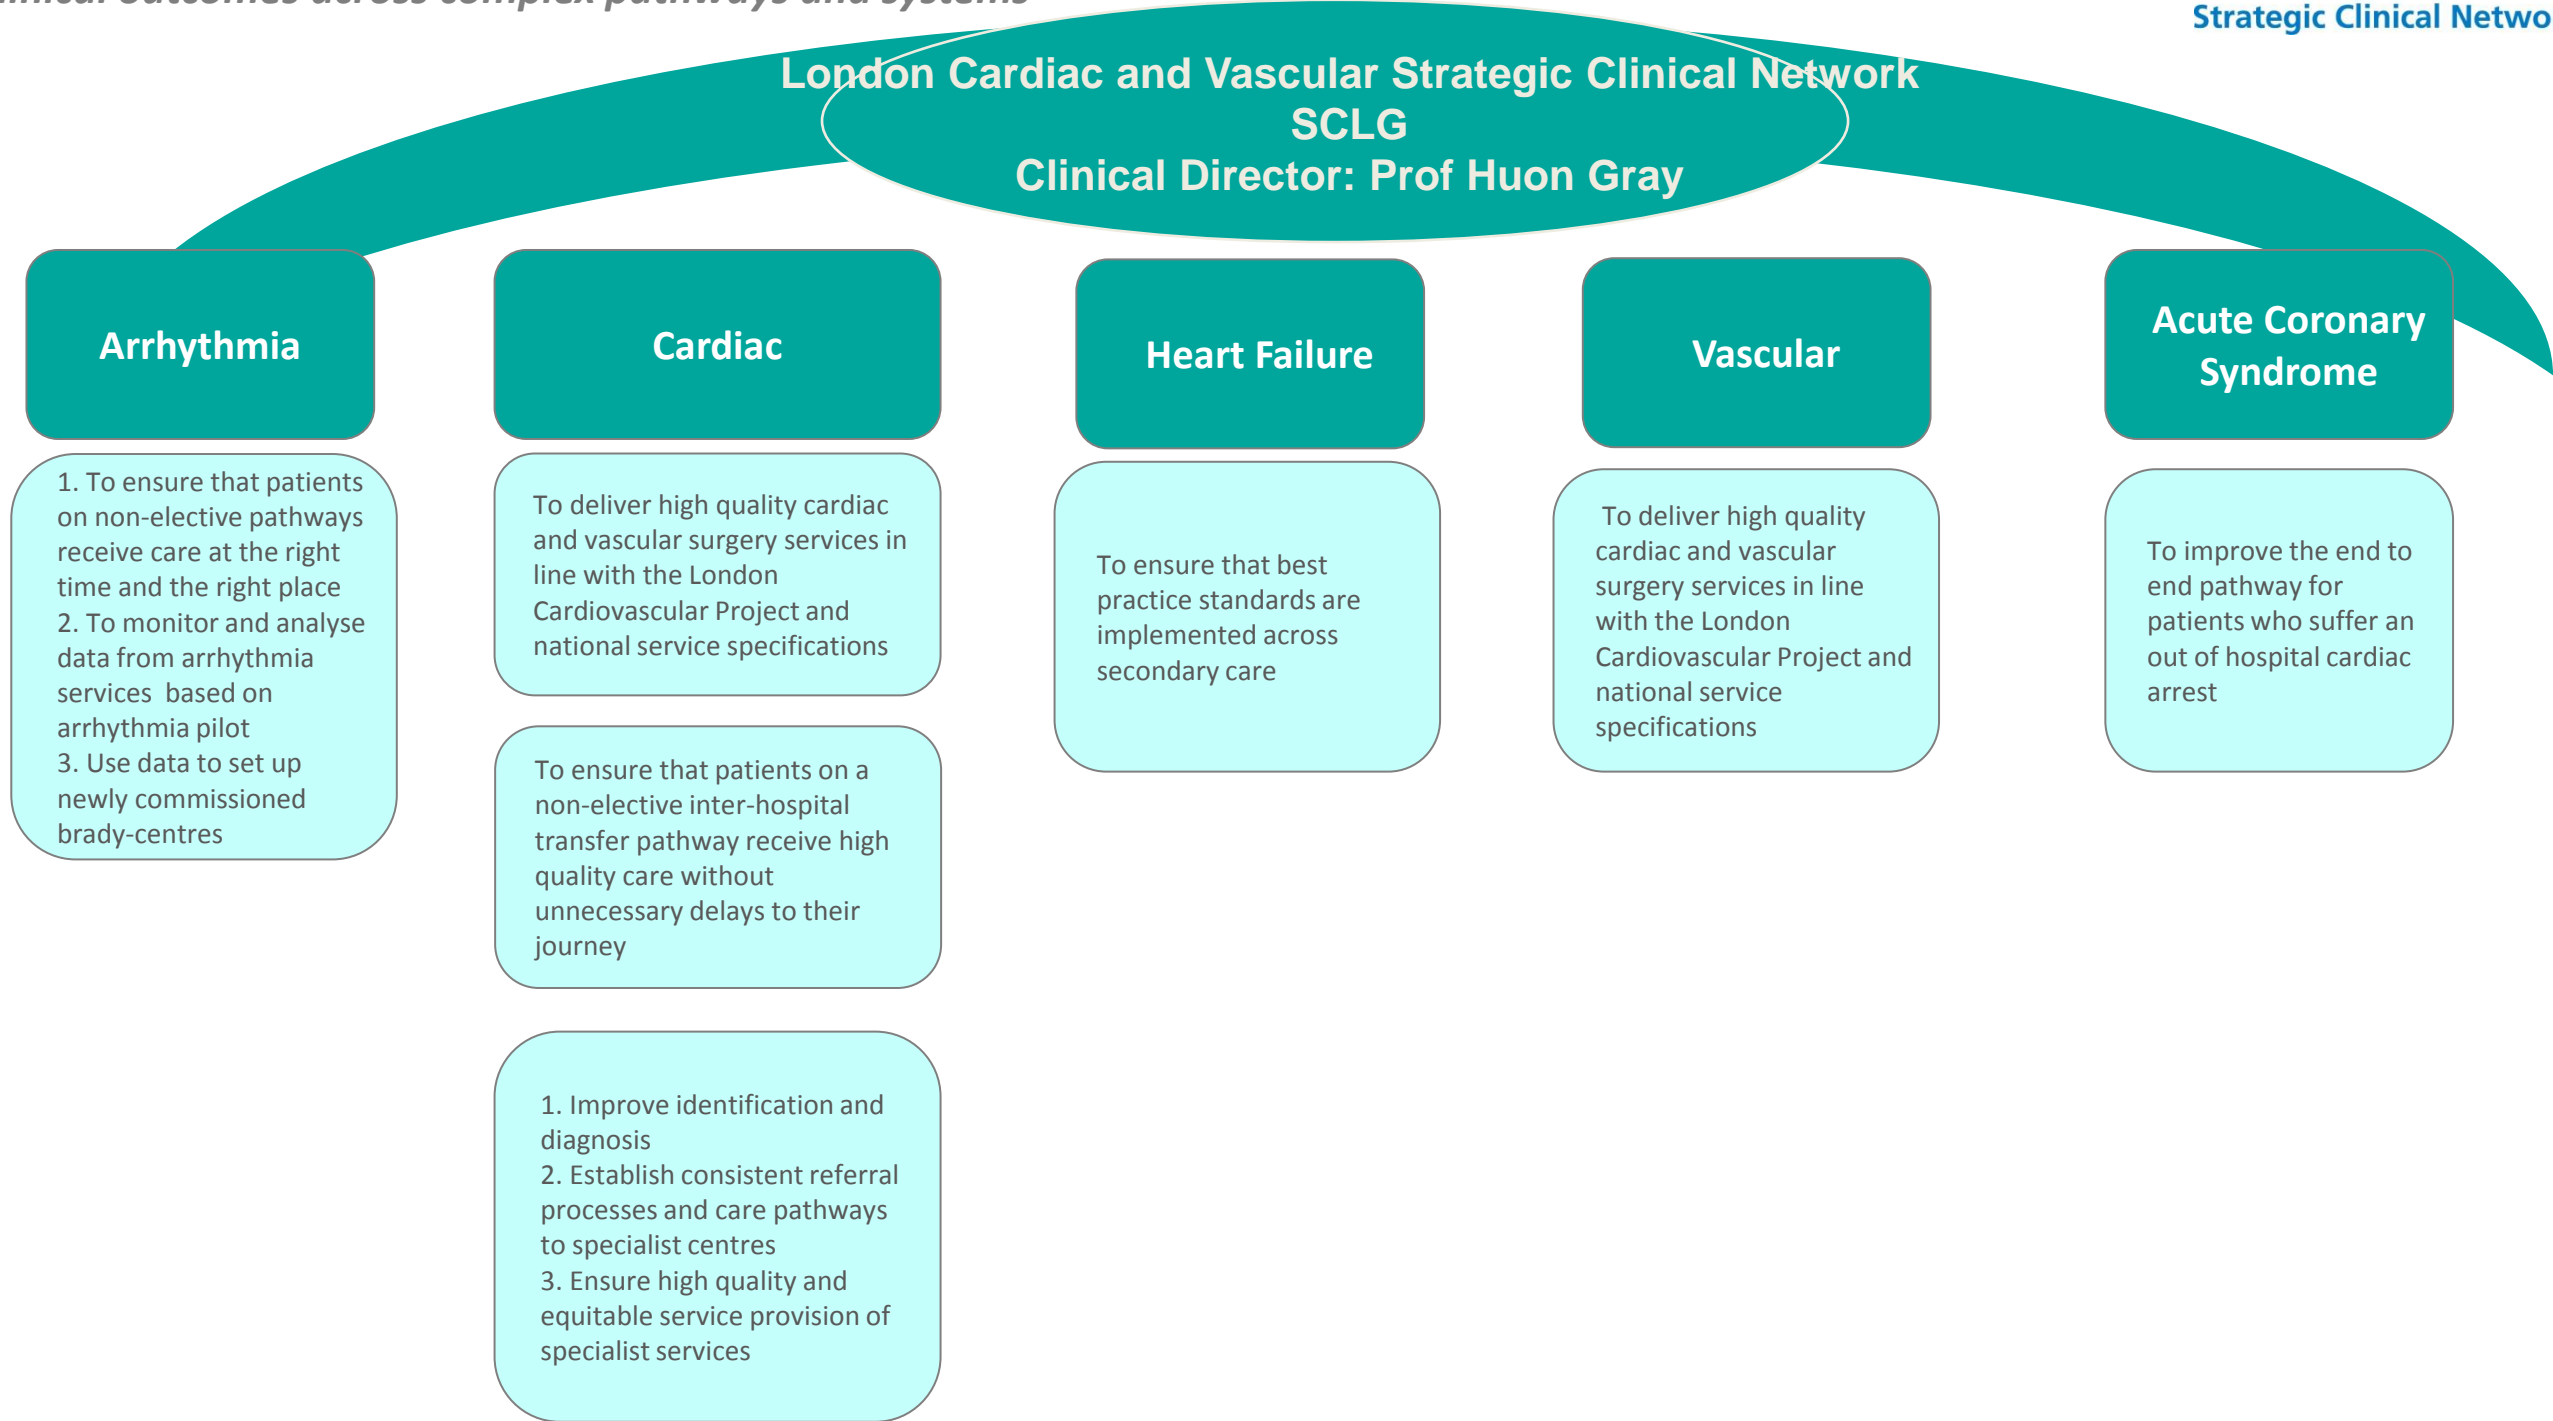 outcomes across complex pathways and systems
Strategic Clinical
London Cardiac and Vascular Strategic Clinical Network
SCLG
Clinical Director: Prof Huon Gray
Arrhythmia
1. To ensure that patients
on non-elective pathways
receive care at the right
time and the right place
2. To monitor and analyse
data from arrhythmia
services based on
arrhythmia pilot
3. Use data to set up
newly commissioned
brady-centres
Cardiac
To deliver high quality cardiac
and vascular surgery services in
line with the London
Cardiovascular Project and
national service specifications
To ensure that patients on a
non-elective inter-hospital
transfer pathway receive high
quality care without
unnecessary delays to their
journey
1. Improve identification and
diagnosis
2. Establish consistent referral
processes and care pathways
to specialist centres
3. Ensure high quality and
equitable service provision of
specialist services
Heart Failure
To ensure that best
practice standards are
implemented across
secondary care
Vascular
To deliver high quality
cardiac and vascular
surgery services in line
with the London
Cardiovascular Project and
national service
specifications
Acute Coronary
Syndrome
To improve the end to
end pathway for
patients who suffer an
out of hospital cardiac
arrest